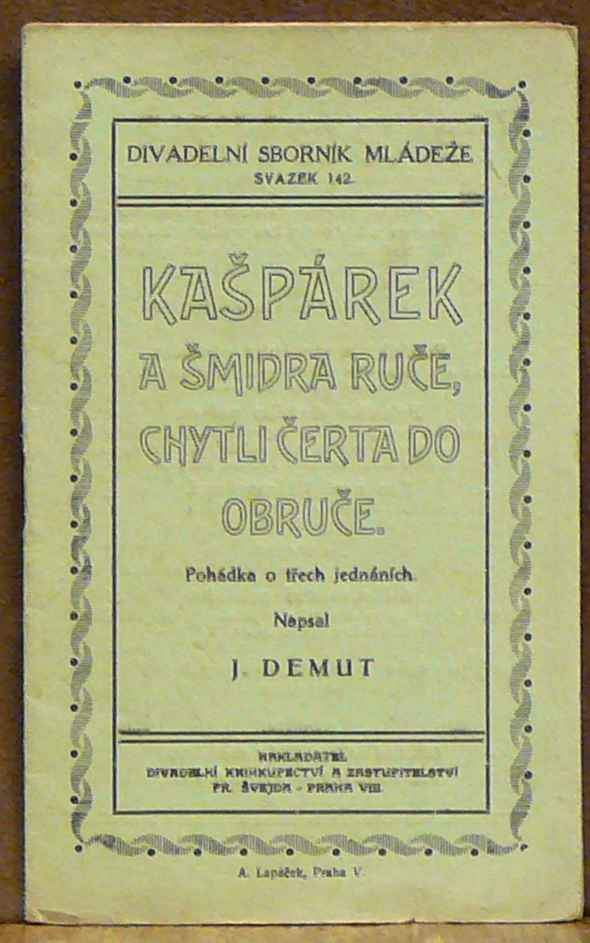 DIVADELNÍ SBORNÍK MLÁDEŽE
SVAZEK 142.
KAŠPÁREK
A ŠMIDRA RUČE,
CHYTLI ČERTA DO
OBRUČE.
Pohádka o třech jednáních.
Napsal
J. DEMUT
NAKLADATEL
DIVADELNÍ KNIHKUPECTVÍ A ZASTUPITELSTVÍ
FR. ŠVEJDA - PRAHA VIII.
A. Lapáček, Praha V.